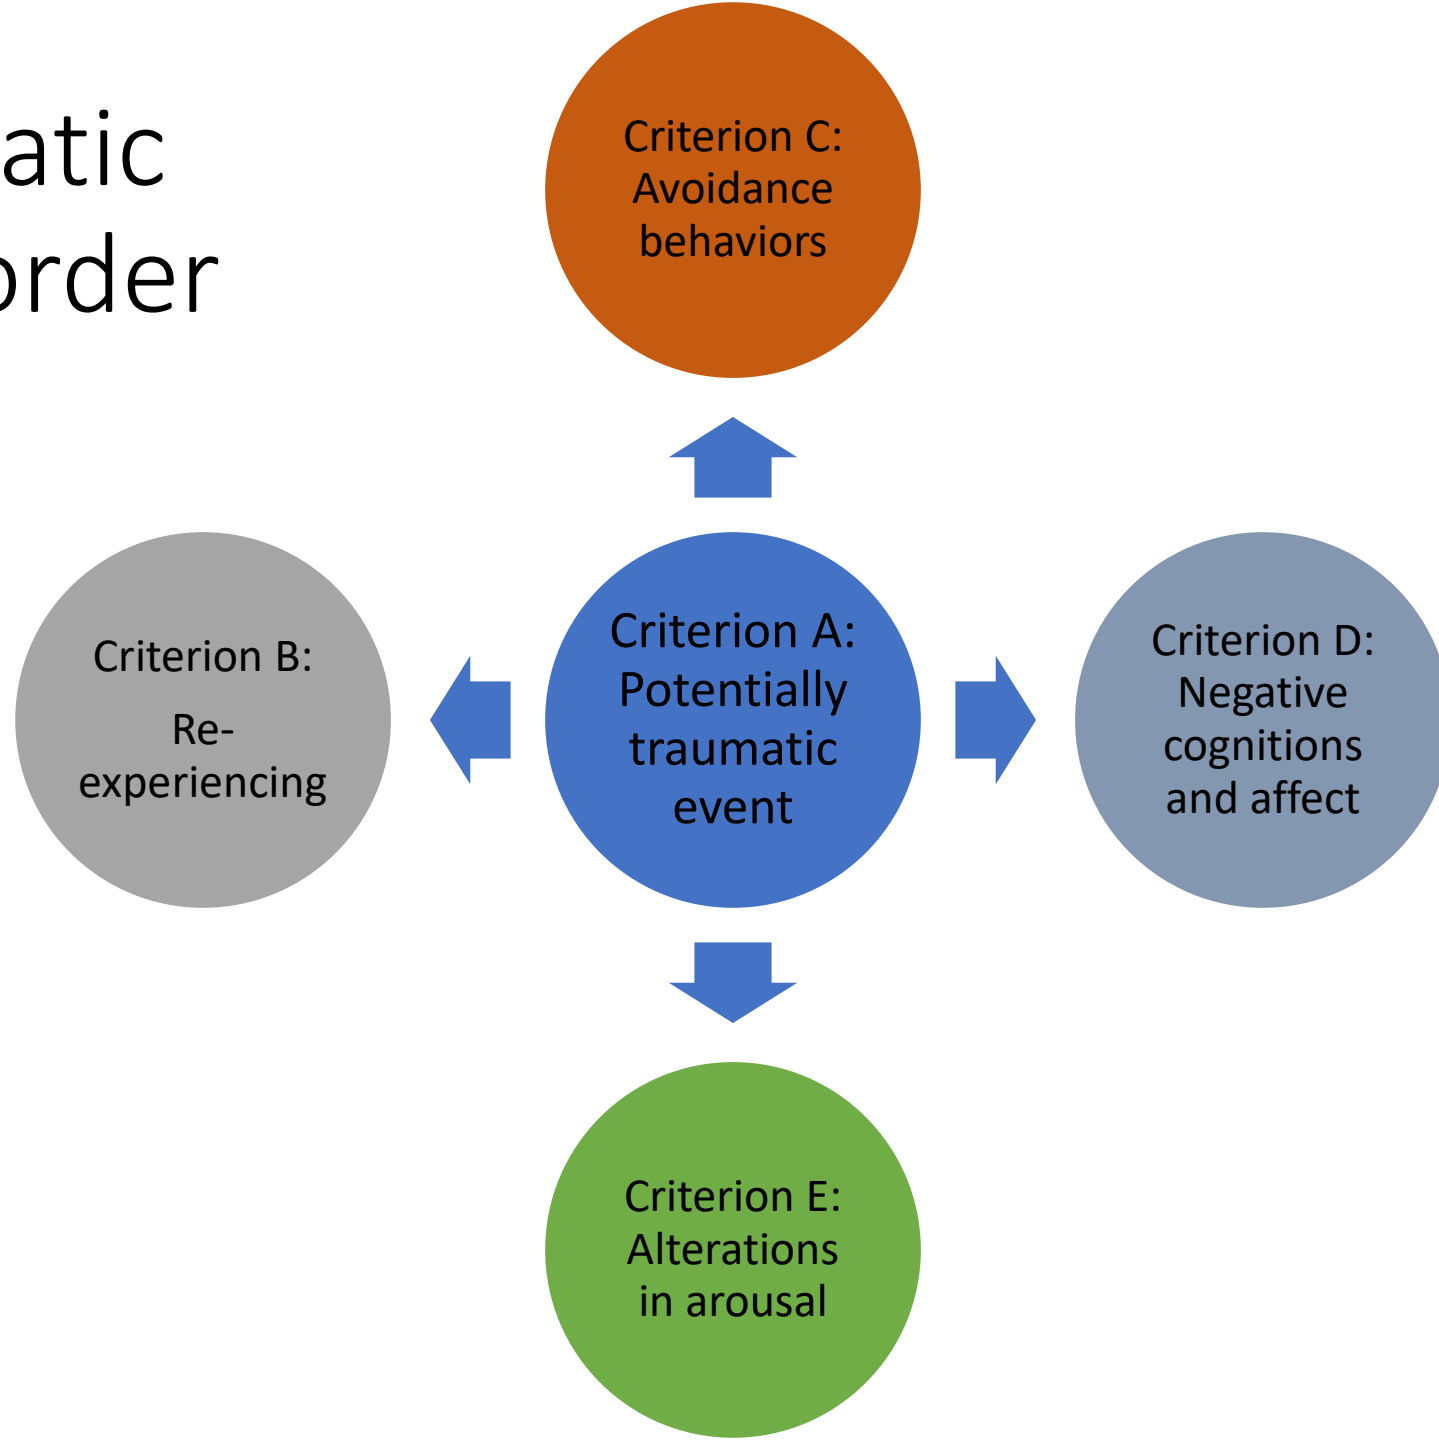 atic
order
Criterion C:
Avoidance
behaviors
Criterion B:
Re-
experiencing
Criterion A:
Potentially
traumatic
event
Criterion D:
Negative
cognitions
and affect
Criterion E:
Alterations
in arousal